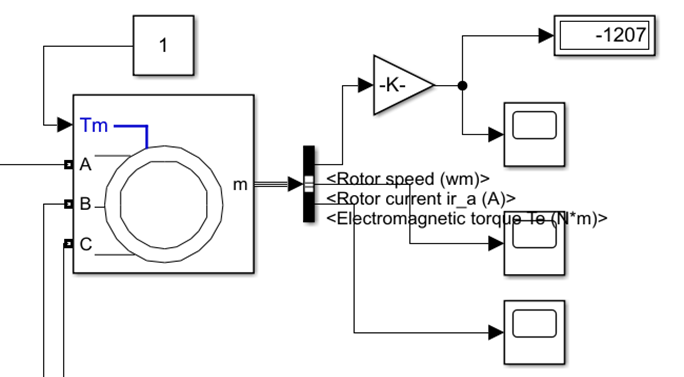 1
-1207
-K-
Tm
A
m
B
C
<Rotor speed (wm)>
<Rotor current ir_a (A)>
<Electromagnetic torque Te (N*m)>